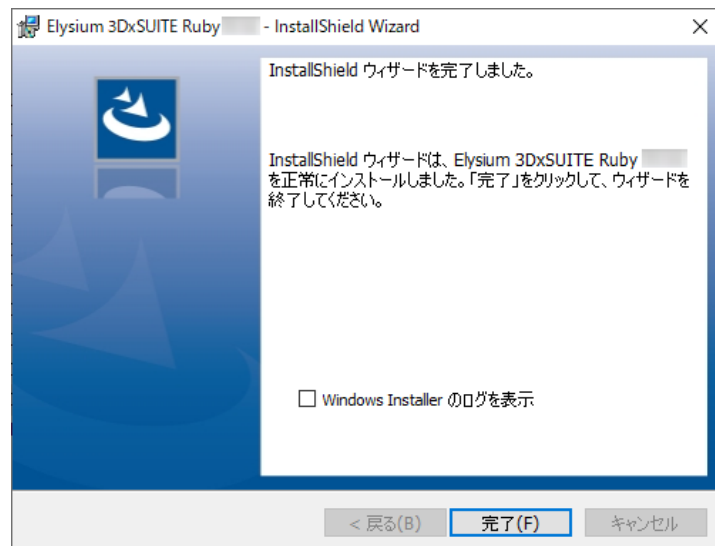 Elysium 3DxSUITE Ruby - InstallShield Wizard
InstallShield ウィザードを完了しました。
InstallShield ウィザードは、Elysium 3DxSUITE Ruby
を正常にインストールしました。「完了」をクリックして、ウィザードを
終了してください。
Windows Installer のログを表示
< 戻る(B)
完了(F)
キャンセル